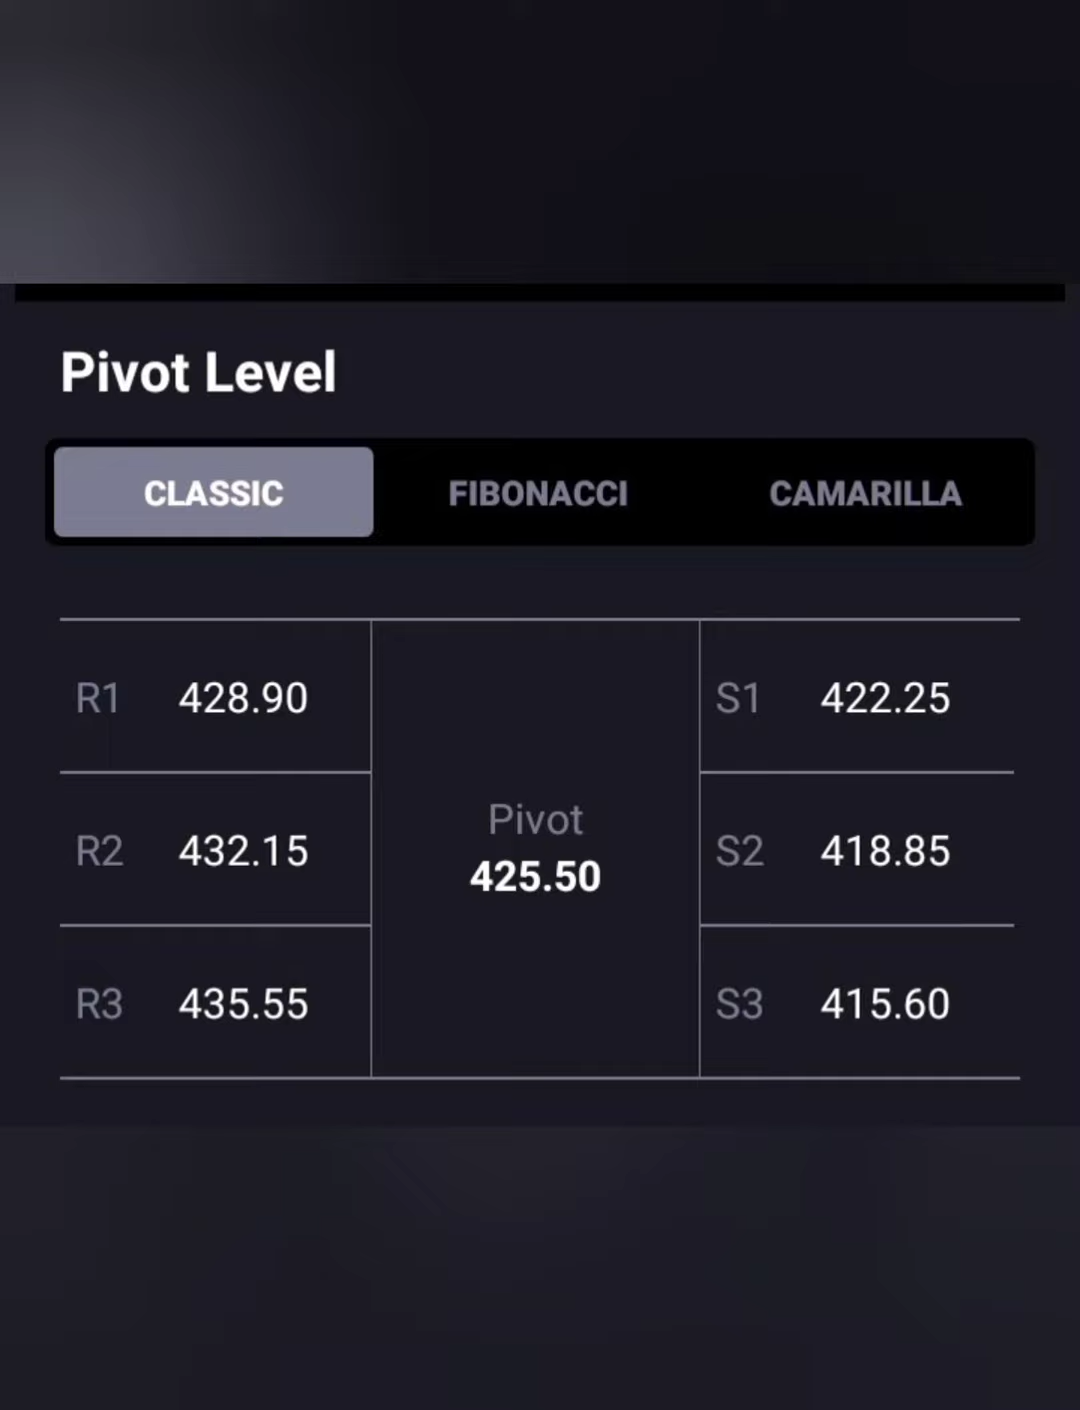 Pivot Level
CLASSIC FIBONACCI CAMARILLA
R1 428.90
R2 432.15
R3 435.55
Pivot
425.50
S1 422.25
S2 418.85
S3 415.60